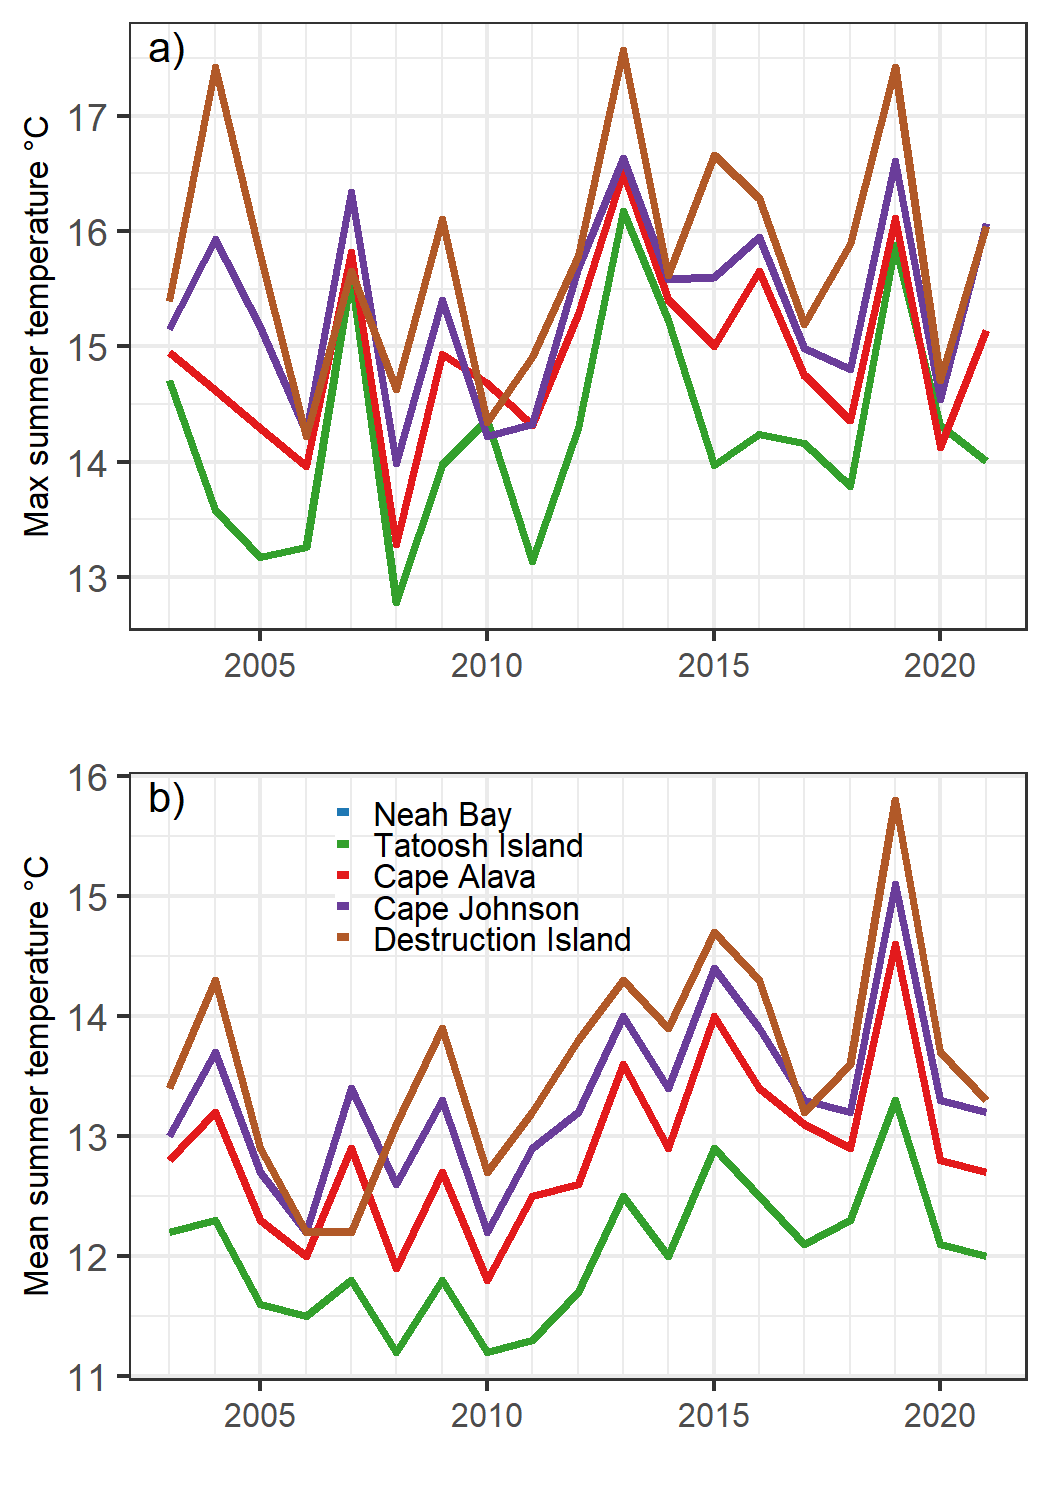 a)
Max summer temperature °C
17
16
15
14
13
2005 2010 2015 2020
b)
Mean summer temperature °C
16
15
14
13
12
11
Neah Bay
Tatoosh Island
Cape Alava
Cape Johnson
Destruction Island
2005 2010 2015 2020